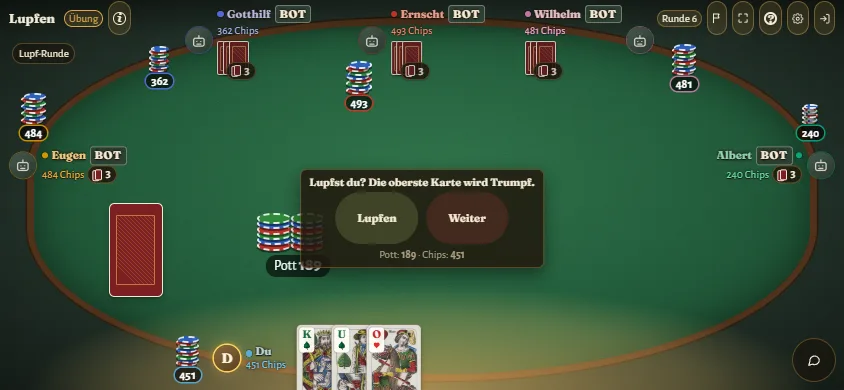 Lupfen Übung
Gotthilf BOT
362 Chips
3
Ernscht BOT
493 Chips
3
Wilhelm BOT
481 Chips
3
Runde 6
Lupf-Runde
362
493
481
484
240
Eugen BOT
484 Chips 3
Albert BOT
240 Chips 3
Lupfst du? Die oberste Karte wird Trumpf.
Lupfen
Weiter
Pott: 189 · Chips: 451
Pott 189
K
U
O
D
Du
451 Chips
451